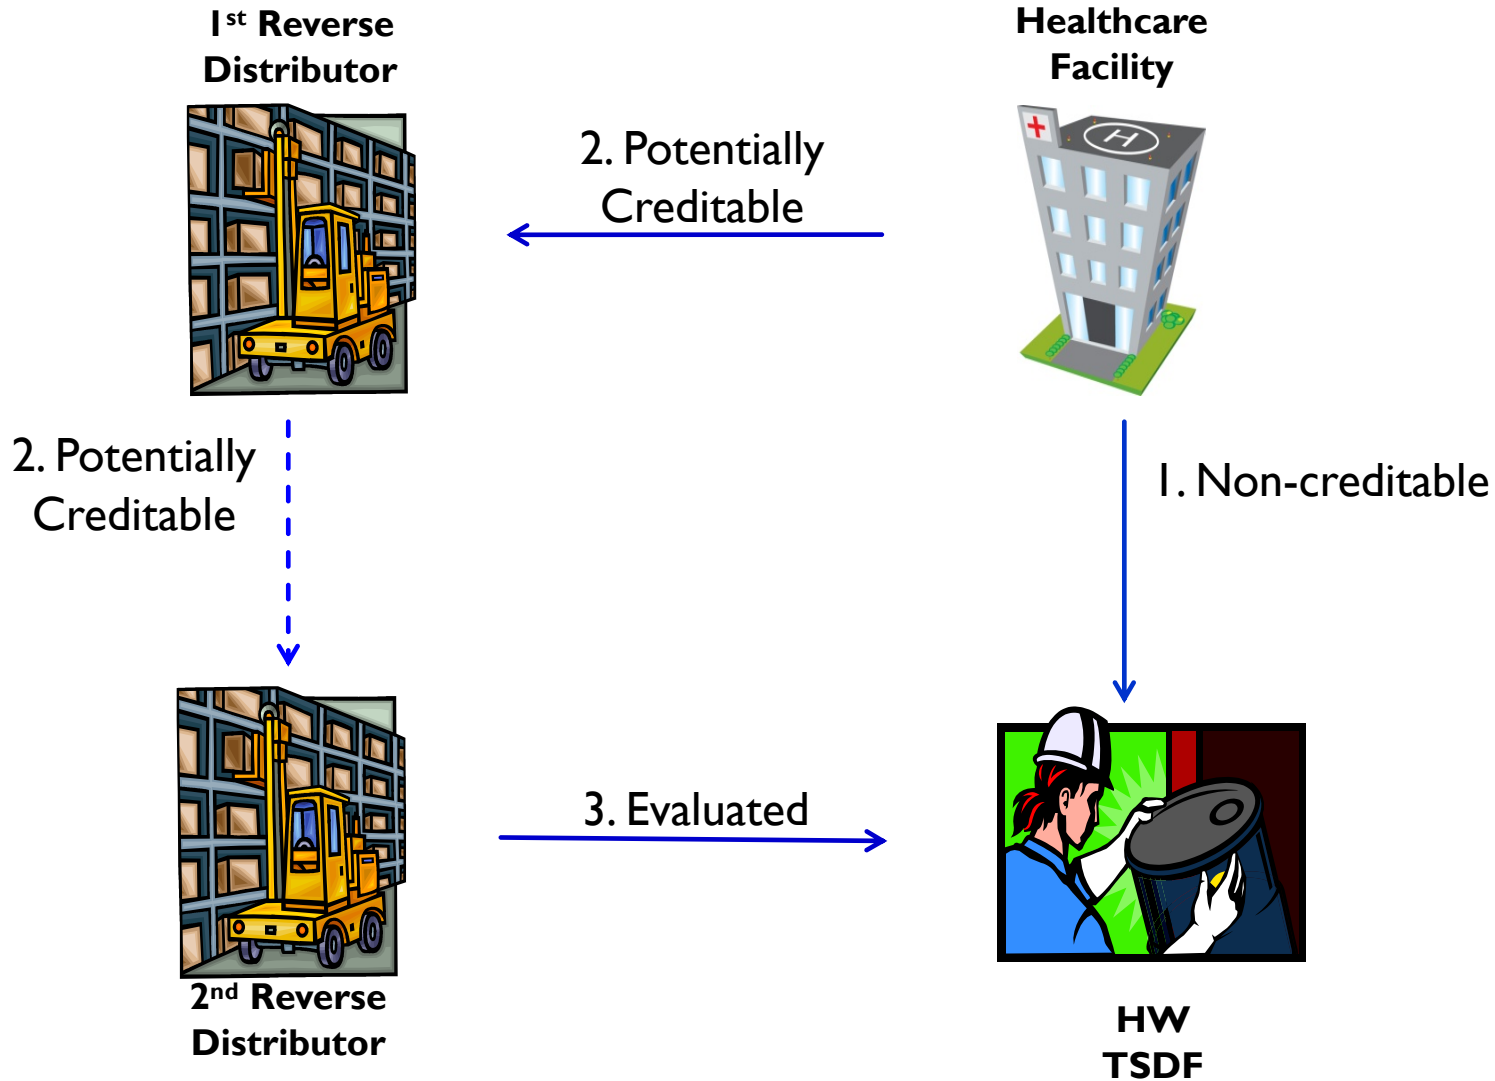 1st Reverse
Distributor
Healthcare
Facility
2. Potentially
Creditable
H
2. Potentially
Creditable
1. Non-creditable
3. Evaluated
2nd Reverse
Distributor
HW
TSDF